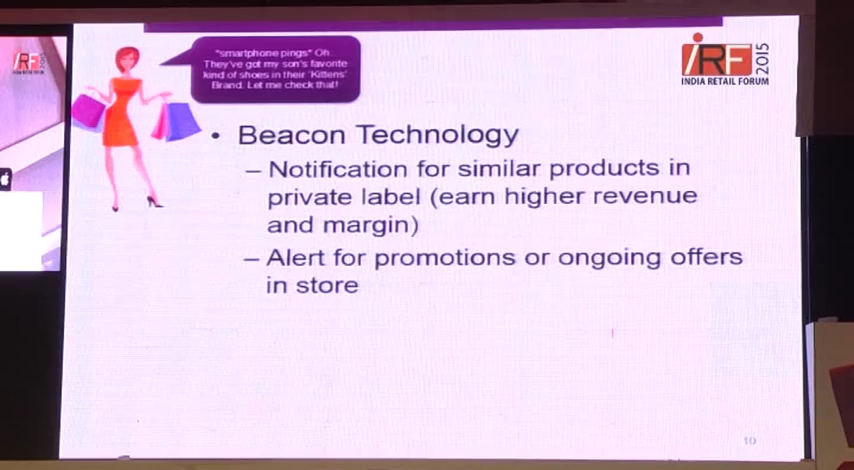 "smartphone pings" Oh
They've got my son's favorite
kind of shoes in their 'Kittens'
Brand. Let me check that!
IRF
2015
INDIA RETAIL FORUM
• Beacon Technology
– Notification for similar products in
private label (earn higher revenue
and margin)
– Alert for promotions or ongoing offers
in store
10